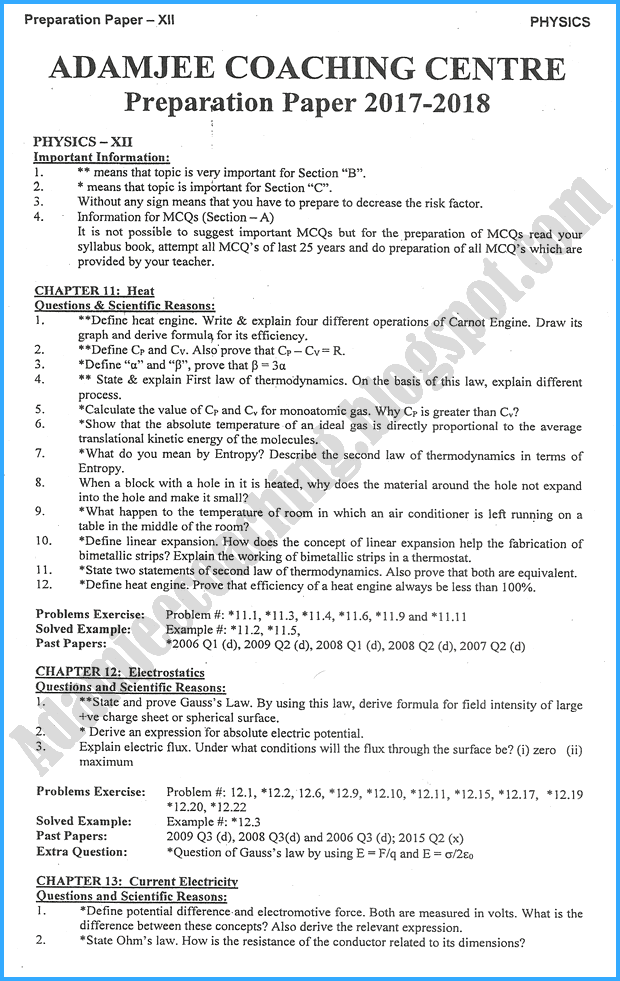 Preparation Paper – XII PHYSICS
ADAMJEE COACHING CENTRE
Preparation Paper 2017-2018
PHYSICS – XII
Important Information:
1. ** means that topic is very important for Section “B”.
2. * means that topic is important for Section “C”.
3. Without any sign means that you have to prepare to decrease the risk factor.
4. Information for MCQs (Section – A)
It is not possible to suggest important MCQs but for the preparation of MCQs read your
syllabus book, attempt all MCQ’s of last 25 years and do preparation of all MCQ’s which are
provided by your teacher.
CHAPTER 11: Heat
Questions & Scientific Reasons:
1. **Define heat engine. Write & explain four different operations of Carnot Engine. Draw its
graph and derive formula for its efficiency.
2. **Define CP and CV. Also prove that CP – CV = R.
3. *Define “α” and “β”, prove that β = 3α
4. ** State & explain First law of thermodynamics. On the basis of this law, explain different
process.
5. *Calculate the value of CP and Cv for monoatomic gas. Why CP is greater than Cv?
6. *Show that the absolute temperature of an ideal gas is directly proportional to the average
translational kinetic energy of the molecules.
7. *What do you mean by Entropy? Describe the second law of thermodynamics in terms of
Entropy.
8. When a block with a hole in it is heated, why does the material around the hole not expand
into the hole and make it small?
9. *What happen to the temperature of room in which an air conditioner is left running on a
table in the middle of the room?
10. *Define linear expansion. How does the concept of linear expansion help the fabrication of
bimetallic strips? Explain the working of bimetallic strips in a thermostat.
11. *State two statements of second law of thermodynamics. Also prove that both are equivalent.
12. *Define heat engine. Prove that efficiency of a heat engine always be less than 100%.
Problems Exercise: Problem #: *11.1, *11.3, *11.4, *11.6, *11.9 and *11.11
Solved Example: Example #: *11.2, *11.5,
Past Papers: *2006 Q1 (d), 2009 Q2 (d), 2008 Q1 (d), 2008 Q2 (d), 2007 Q2 (d)
CHAPTER 12: Electrostatics
Questions and Scientific Reasons:
1. **State and prove Gauss’s Law. By using this law, derive formula for field intensity of large
+ve charge sheet or spherical surface.
2. * Derive an expression for absolute electric potential.
3. Explain electric flux. Under what conditions will the flux through the surface be? (i) zero (ii)
maximum
Problems Exercise: Problem #: 12.1, *12.2, 12.6, *12.9, *12.10, *12.11, *12.15, *12.17, *12.19
*12.20, *12.22
Solved Example: Example #: *12.3
Past Papers: 2009 Q3 (d), 2008 Q3(d) and 2006 Q3 (d); 2015 Q2 (x)
Extra Question: *Question of Gauss’s law by using E = F/q and E = σ/2ε0
CHAPTER 13: Current Electricity
Questions and Scientific Reasons:
1. *Define potential difference and electromotive force. Both are measured in volts. What is the
difference between these concepts? Also derive the relevant expression.
2. *State Ohm’s law. How is the resistance of the conductor related to its dimensions?
Adamjeecoaching.blogspot.com